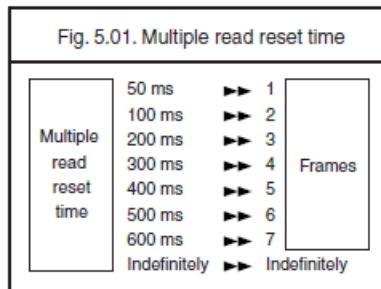 Fig. 5.01. Multiple read reset time
50 ms ►► 1
100 ms ►► 2
Multiple 200 ms ►► 3
read 300 ms ►► 4 Frames
reset 400 ms ►► 5
time 500 ms ►► 6
600 ms ►► 7
Indefinitely ►► Indefinitely